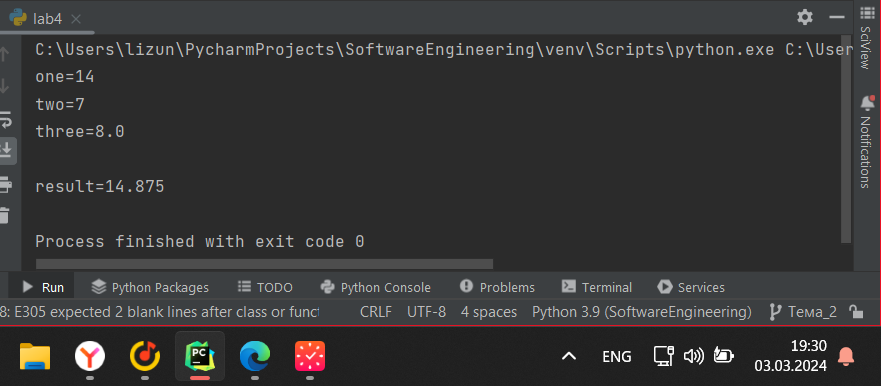 lab4
C:\Users\lizun\PycharmProjects\SoftwareEngineering\venv\Scripts\python.exe C:\User
one=14
two=7
three=8.0
result=14.875
Process finished with exit code 0
SciView
Notifications
Run Python Packages TODO Python Console Problems Terminal Services
8: E305 expected 2 blank lines after class or funct CRLF UTF-8 4 spaces Python 3.9 (SoftwareEngineering) Тема_2
PC ENG 19:30
03.03.2024